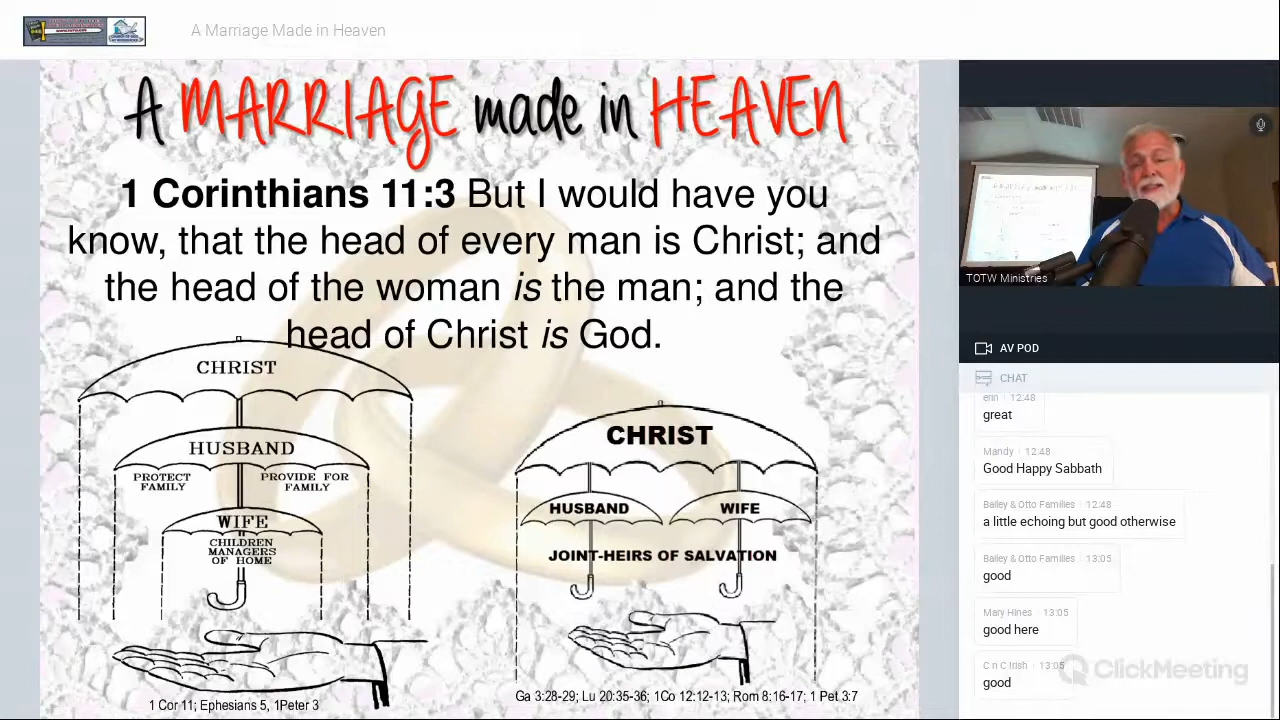 A Marriage Made in Heaven
A MARRIAGE made in HEAVEN
1 Corinthians 11:3 But I would have you
know, that the head of every man is Christ; and
the head of the woman is the man; and the
head of Christ is God.
CHRIST
HUSBAND
PROTECT
FAMILY
PROVIDE FOR
FAMILY
WIFE
CHILDREN
MANAGERS
OF HOME
1 Cor 11; Ephesians 5, 1Peter 3
CHRIST
HUSBAND
WIFE
JOINT-HEIRS OF SALVATION
Ga 3:28-29; Lu 20:35-36; 1Co 12:12-13; Rom 8:16-17; 1 Pet 3:7
TOTW Ministries
AV POD
CHAT
erin 12:48
great
Mandy 12:48
Good Happy Sabbath
Bailey & Otto Families 12:48
a little echoing but good otherwise
Bailey & Otto Families 13:05
good
Mary Hines 13:05
good here
C n C Irish 13:05
good
ClickMeeting